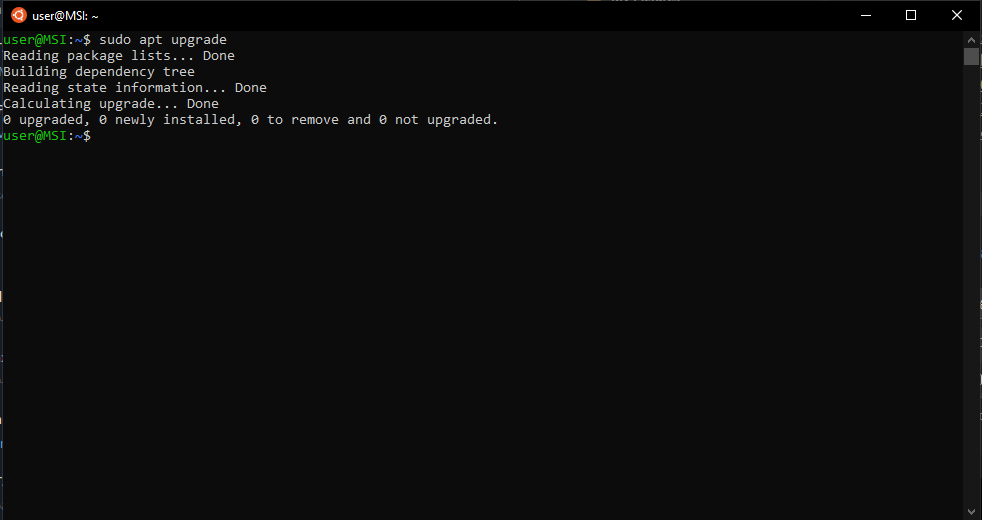 user@MSI: ~
user@MSI:~$ sudo apt upgrade
Reading package lists... Done
Building dependency tree
Reading state information... Done
Calculating upgrade... Done
0 upgraded, 0 newly installed, 0 to remove and 0 not upgraded.
user@MSI:~$